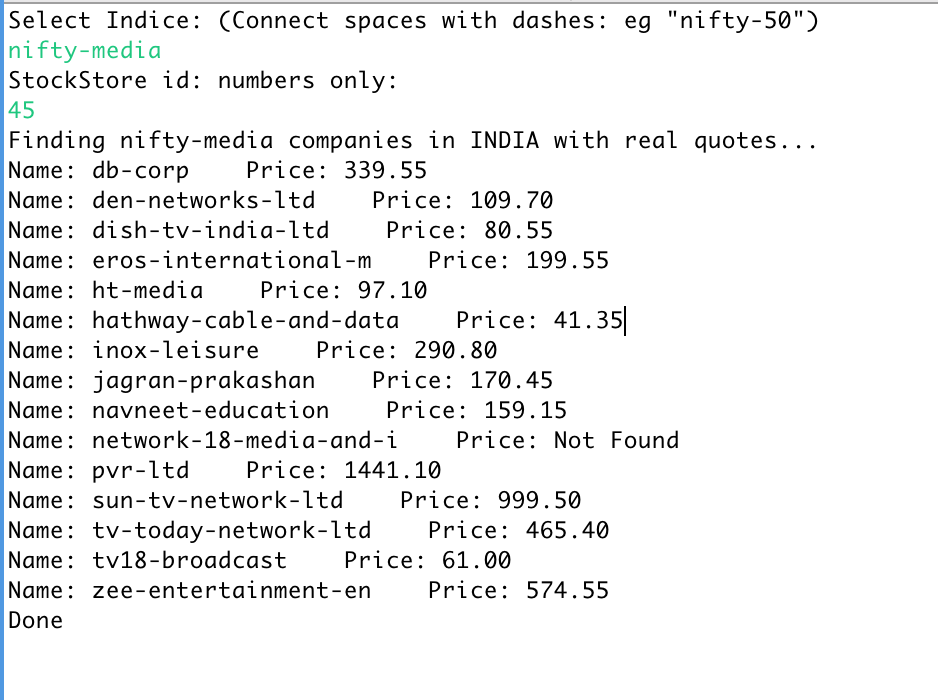 Select Indice: (Connect spaces with dashes: eg "nifty-50")
nifty-media
StockStore id: numbers only:
45
Finding nifty-media companies in INDIA with real quotes...
Name: db-corp    Price: 339.55
Name: den-networks-ltd    Price: 109.70
Name: dish-tv-india-ltd    Price: 80.55
Name: eros-international-m    Price: 199.55
Name: ht-media    Price: 97.10
Name: hathway-cable-and-data    Price: 41.35
Name: inox-leisure    Price: 290.80
Name: jagran-prakashan    Price: 170.45
Name: navneet-education    Price: 159.15
Name: network-18-media-and-i    Price: Not Found
Name: pvr-ltd    Price: 1441.10
Name: sun-tv-network-ltd    Price: 999.50
Name: tv-today-network-ltd    Price: 465.40
Name: tv18-broadcast    Price: 61.00
Name: zee-entertainment-en    Price: 574.55
Done